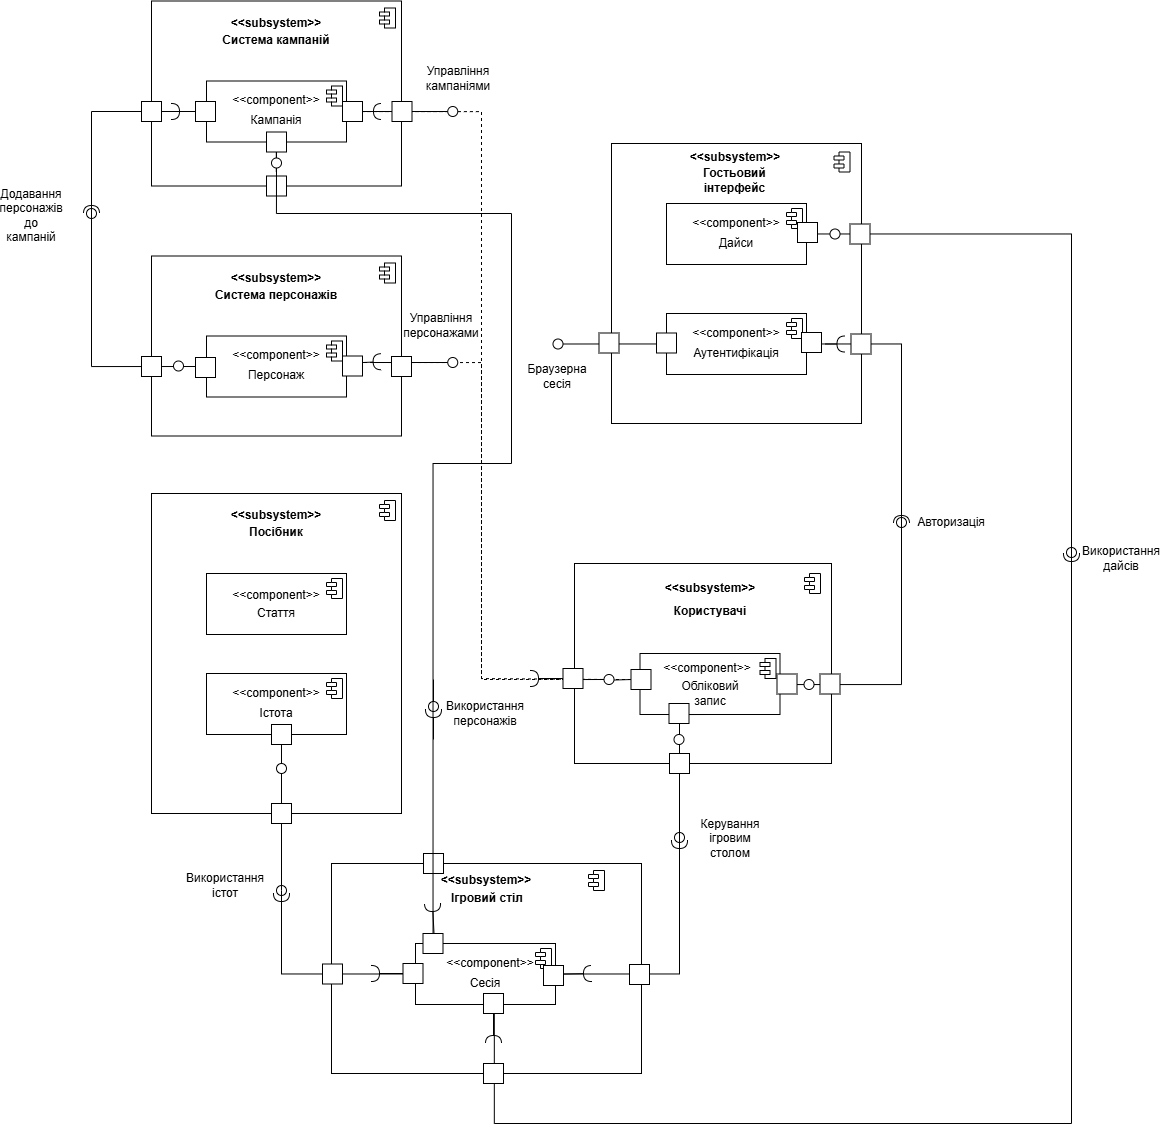 <<subsystem>>
Система кампаній
<<component>>
Кампанія
Управління
кампаніями
Додавання
персонажів
до
кампаній
<<subsystem>>
Система персонажів
<<component>>
Персонаж
Управління
персонажами
<<subsystem>>
Гостьовий
інтерфейс
<<component>>
Дайси
<<component>>
Аутентифікація
Браузерна
сесія
<<subsystem>>
Посібник
<<component>>
Стаття
<<component>>
Істота
Авторизація
Використання
дайсів
<<subsystem>>
Користувачі
<<component>>
Обліковий
запис
Використання
персонажів
Керування
ігровим
столом
Використання
істот
<<subsystem>>
Ігровий стіл
<<component>>
Сесія